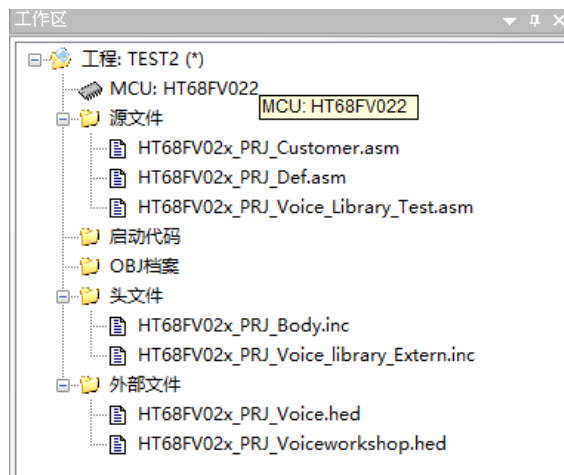 工作区
工程: TEST2 (*)
MCU: HT68FV022
MCU: HT68FV022
源文件
HT68FV02x_PRJ_Customer.asm
HT68FV02x_PRJ_Def.asm
HT68FV02x_PRJ_Voice_Library_Test.asm
启动代码
OBJ档案
头文件
HT68FV02x_PRJ_Body.inc
HT68FV02x_PRJ_Voice_library_Extern.inc
外部文件
HT68FV02x_PRJ_Voice.hed
HT68FV02x_PRJ_Voiceworkshop.hed